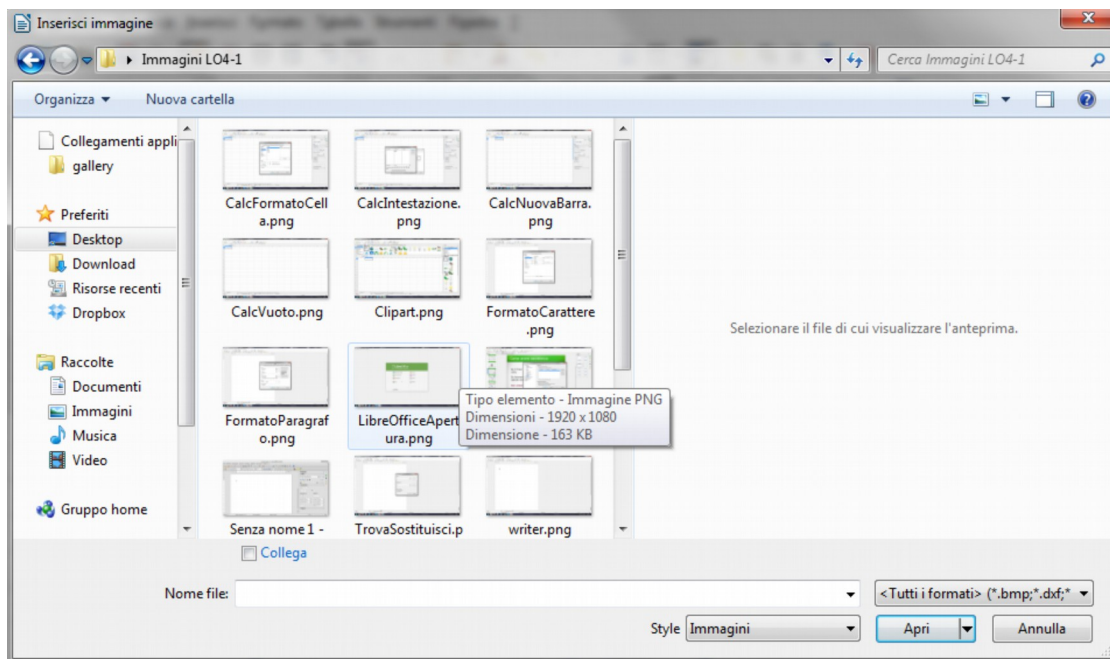 Inserisci immagine
Immagini LO4-1
Cerca Immagini LO4-1
Organizza
Nuova cartella
Collegamenti appli
gallery
Preferiti
Desktop
Download
Risorse recenti
Dropbox
Raccolte
Documenti
Immagini
Musica
Video
Gruppo home
CalcFormatoCell
a.png
CalcIntestazione.
png
CalcNuovaBarra.
png
CalcVuoto.png
Clipart.png
FormatoCarattere
.png
FormatoParagraf
o.png
LibreOfficeApert
ura.png
Tipo elemento - Immagine PNG
Dimensioni - 1920 x 1080
Dimensione - 163 KB
Senza nome 1 -
TrovaSostituisci.p
writer.png
Selezionare il file di cui visualizzare l'anteprima.
Collega
Nome file:
<Tutti i formati> (*.bmp;*.dxf;*
Style
Immagini
Apri
Annulla